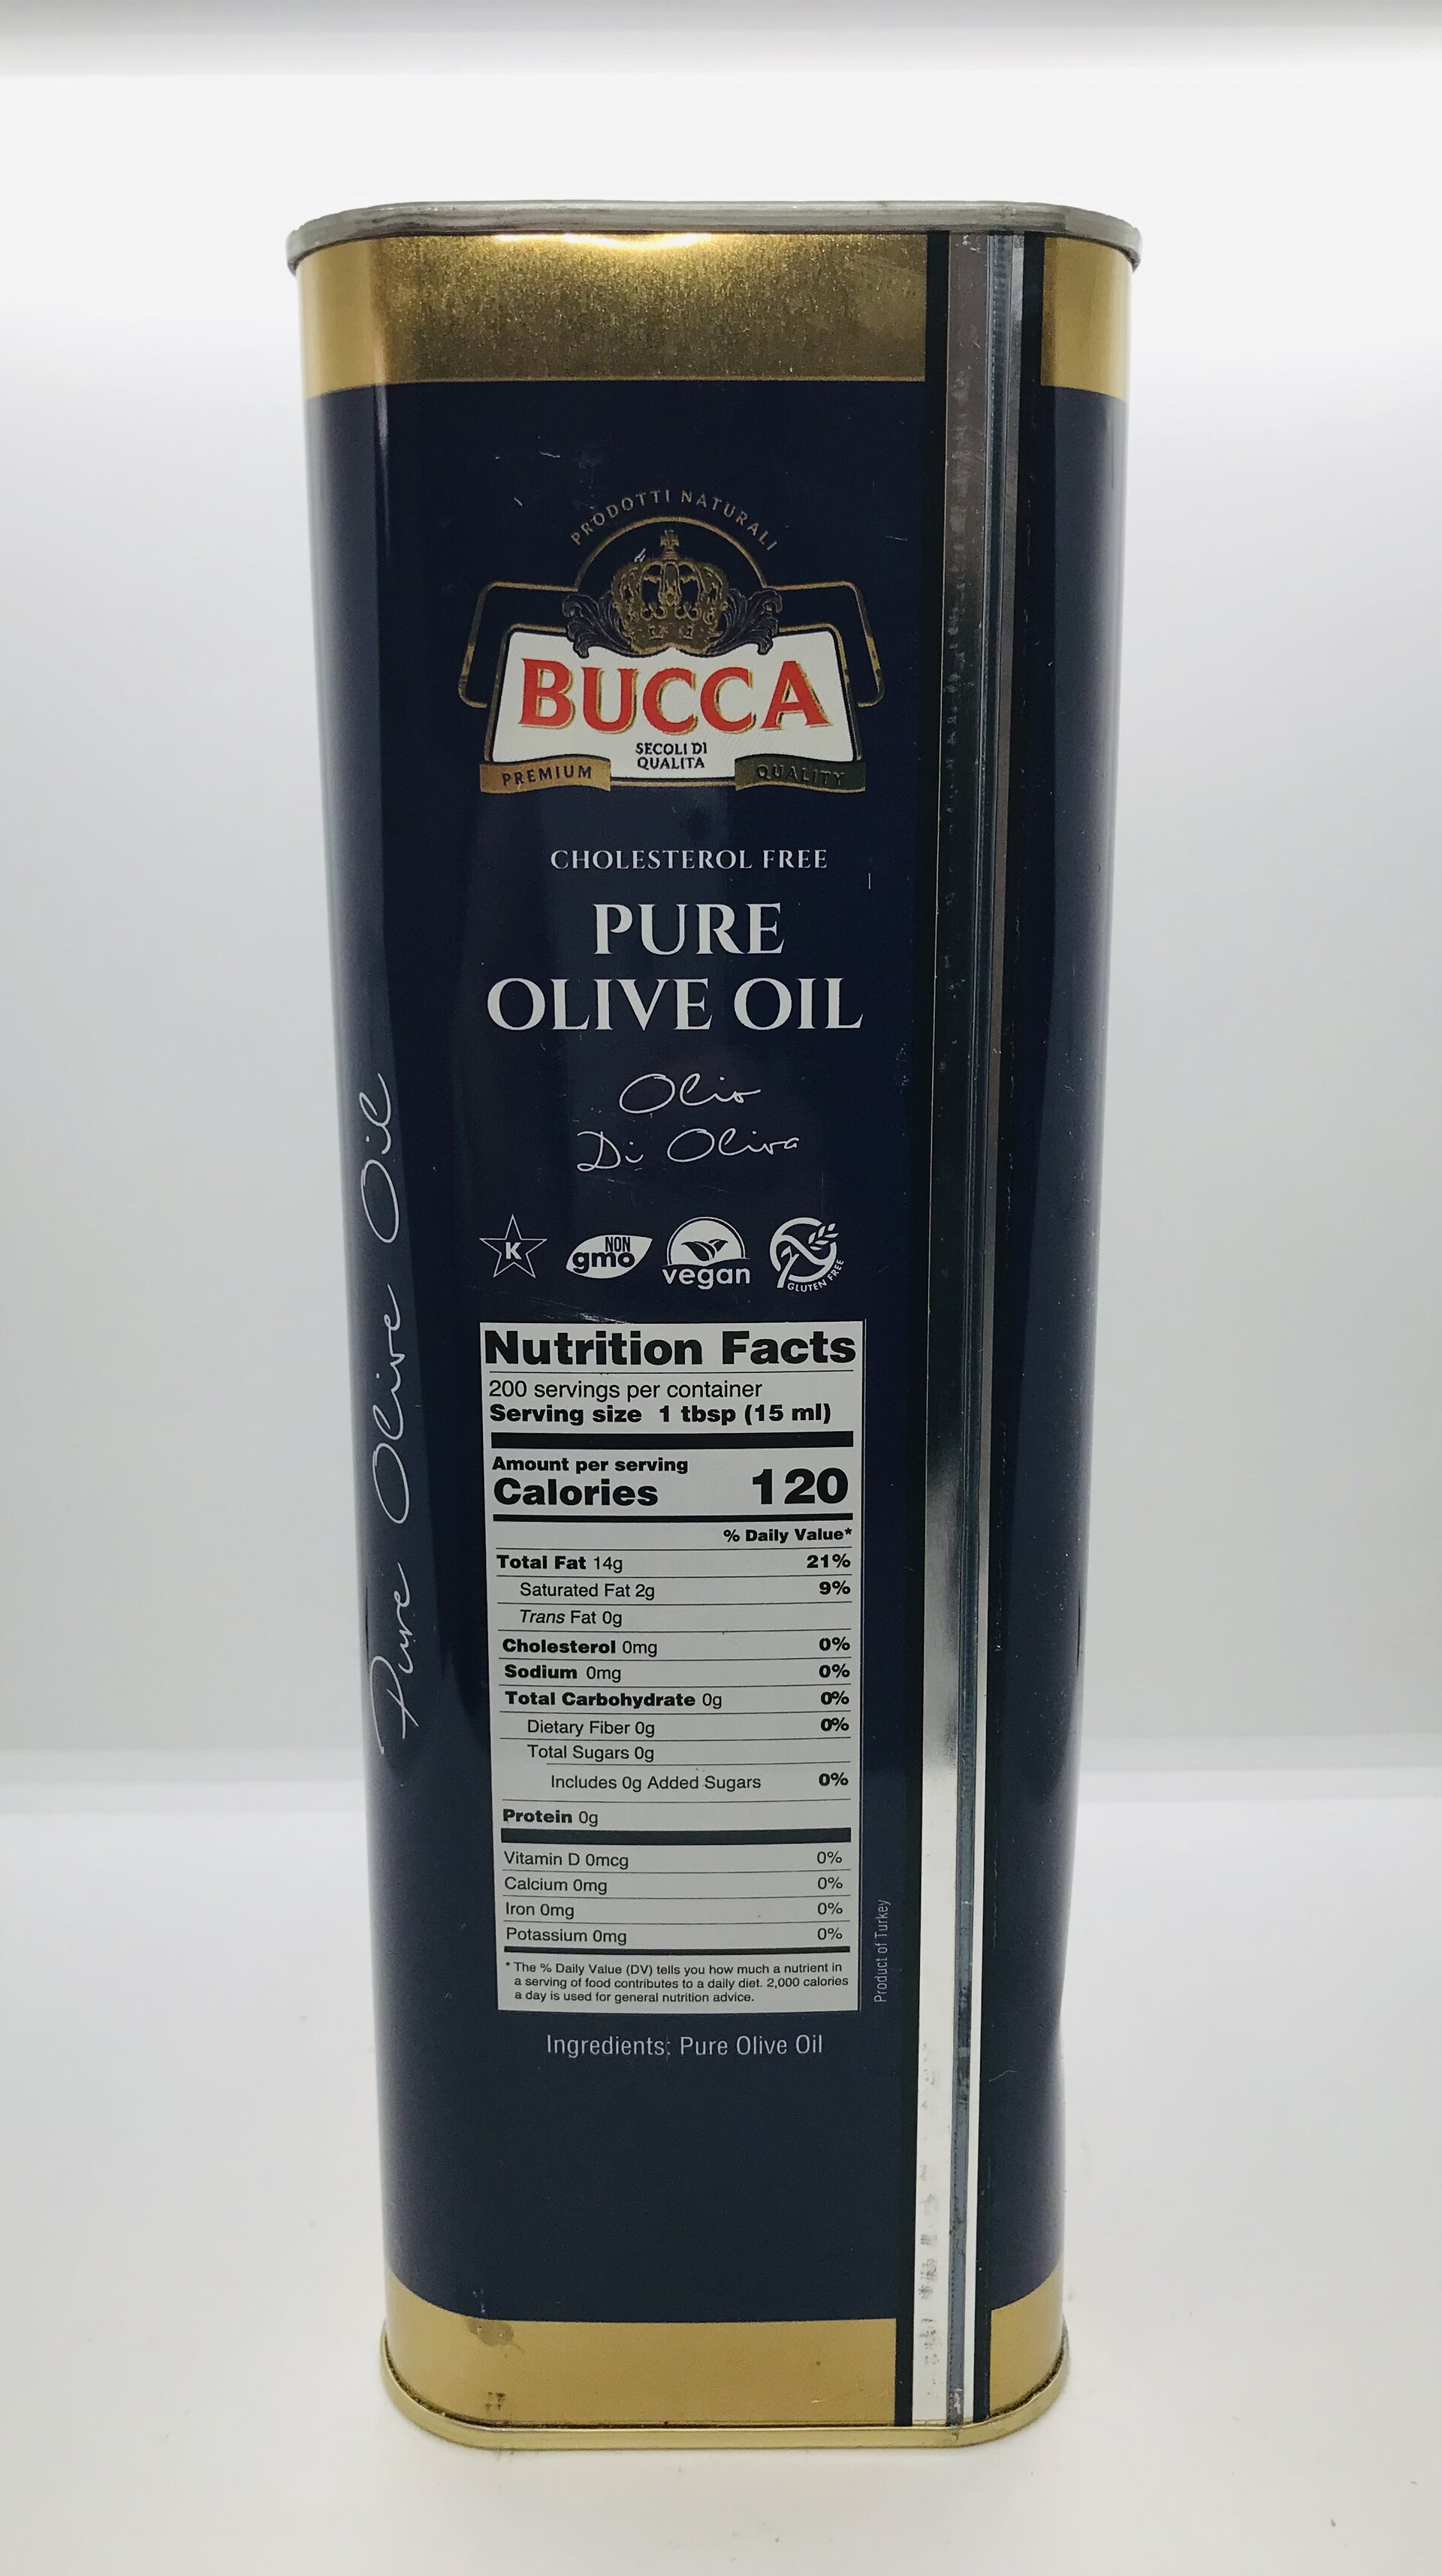 PRODOTTI NATURALI
BUCCA
SECOLI DI
QUALITA
PREMIUM QUALITY
CHOLESTEROL FREE
PURE
OLIVE OIL
Olio
Di Oliva
K
NON
gmo
vegan
GLUTEN FREE
Pure Olive Oil
Nutrition Facts
200 servings per container
Serving size 1 tbsp (15 ml)
Amount per serving
Calories 120
% Daily Value*
Total Fat 14g 21%
Saturated Fat 2g 9%
Trans Fat 0g
Cholesterol 0mg 0%
Sodium 0mg 0%
Total Carbohydrate 0g 0%
Dietary Fiber 0g 0%
Total Sugars 0g
Includes 0g Added Sugars 0%
Protein 0g
Vitamin D 0mcg 0%
Calcium 0mg 0%
Iron 0mg 0%
Potassium 0mg 0%
* The % Daily Value (DV) tells you how much a nutrient in
a serving of food contributes to a daily diet. 2,000 calories
a day is used for general nutrition advice.
Product of Turkey
Ingredients: Pure Olive Oil